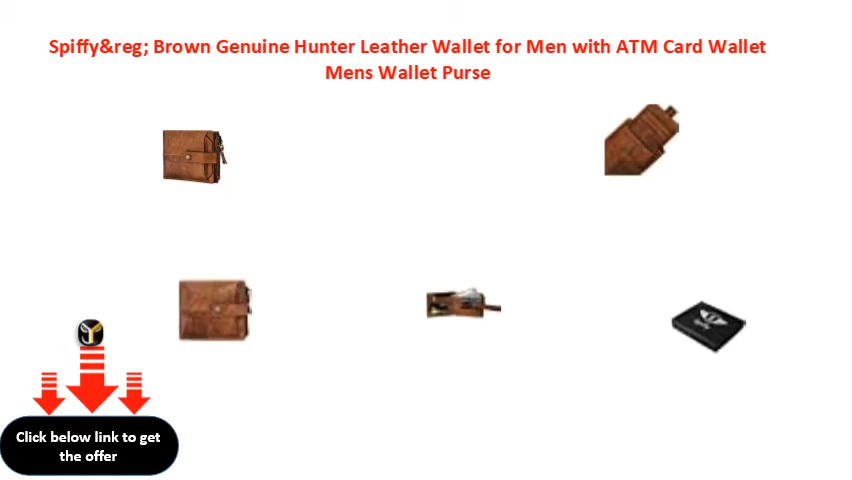 Spiffy&reg; Brown Genuine Hunter Leather Wallet for Men with ATM Card Wallet
Mens Wallet Purse
Click below link to get
the offer